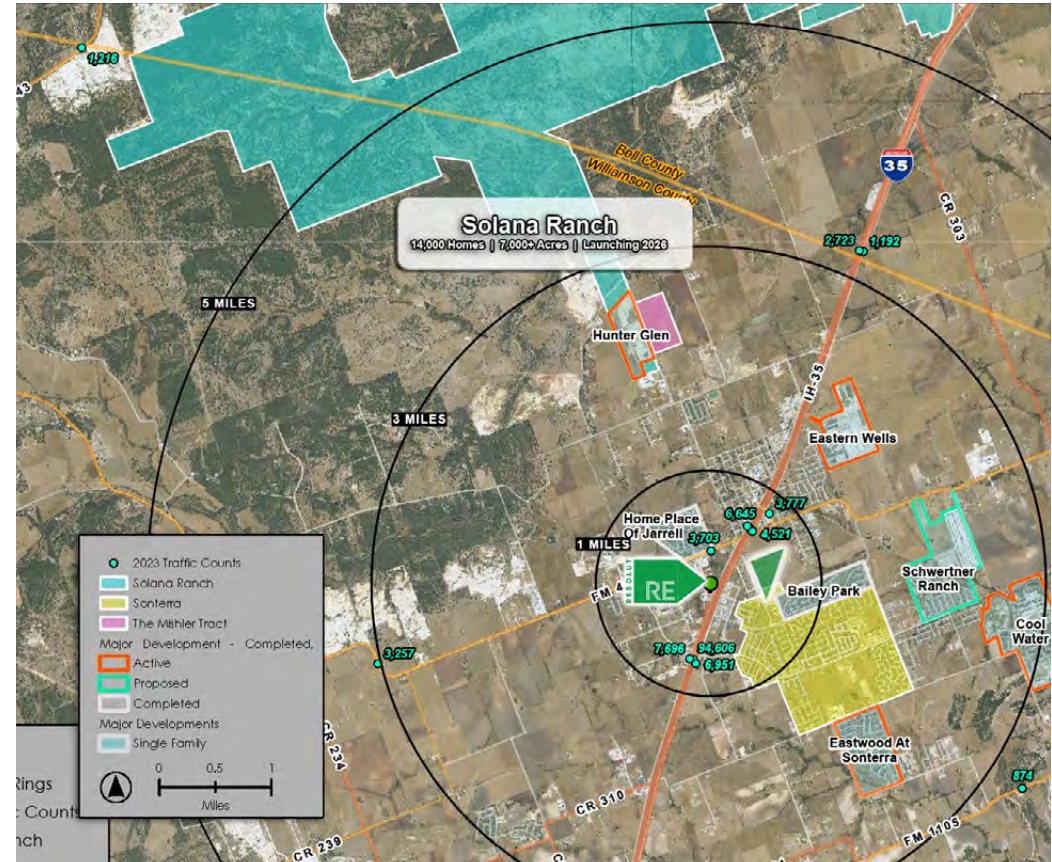 1,216
43
Bell County
Williamson County
35
CR 303
Solana Ranch
14,000 Homes | 7,000+ Acres | Launching 2026
2,723
1,192
5 MILES
Hunter Glen
IH-35
3 MILES
Eastern Wells
3,777
6,645
4,521
Home Place
Of Jarrell
3,703
1 MILES
RESOLUT
RE
FM 4
Bailey Park
Schwertner
Ranch
Cool
Water
7,696
94,606
6,951
3,257
2023 Traffic Counts
Solana Ranch
Sonterra
The Mishler Tract
Major Development - Completed,
Active
Proposed
Completed
Major Developments
Single Family
0
0.5
1
Miles
CR 234
Eastwood At
Sonterra
874
Rings
c Counts
nch
CR 310
CR 239
FM 1105